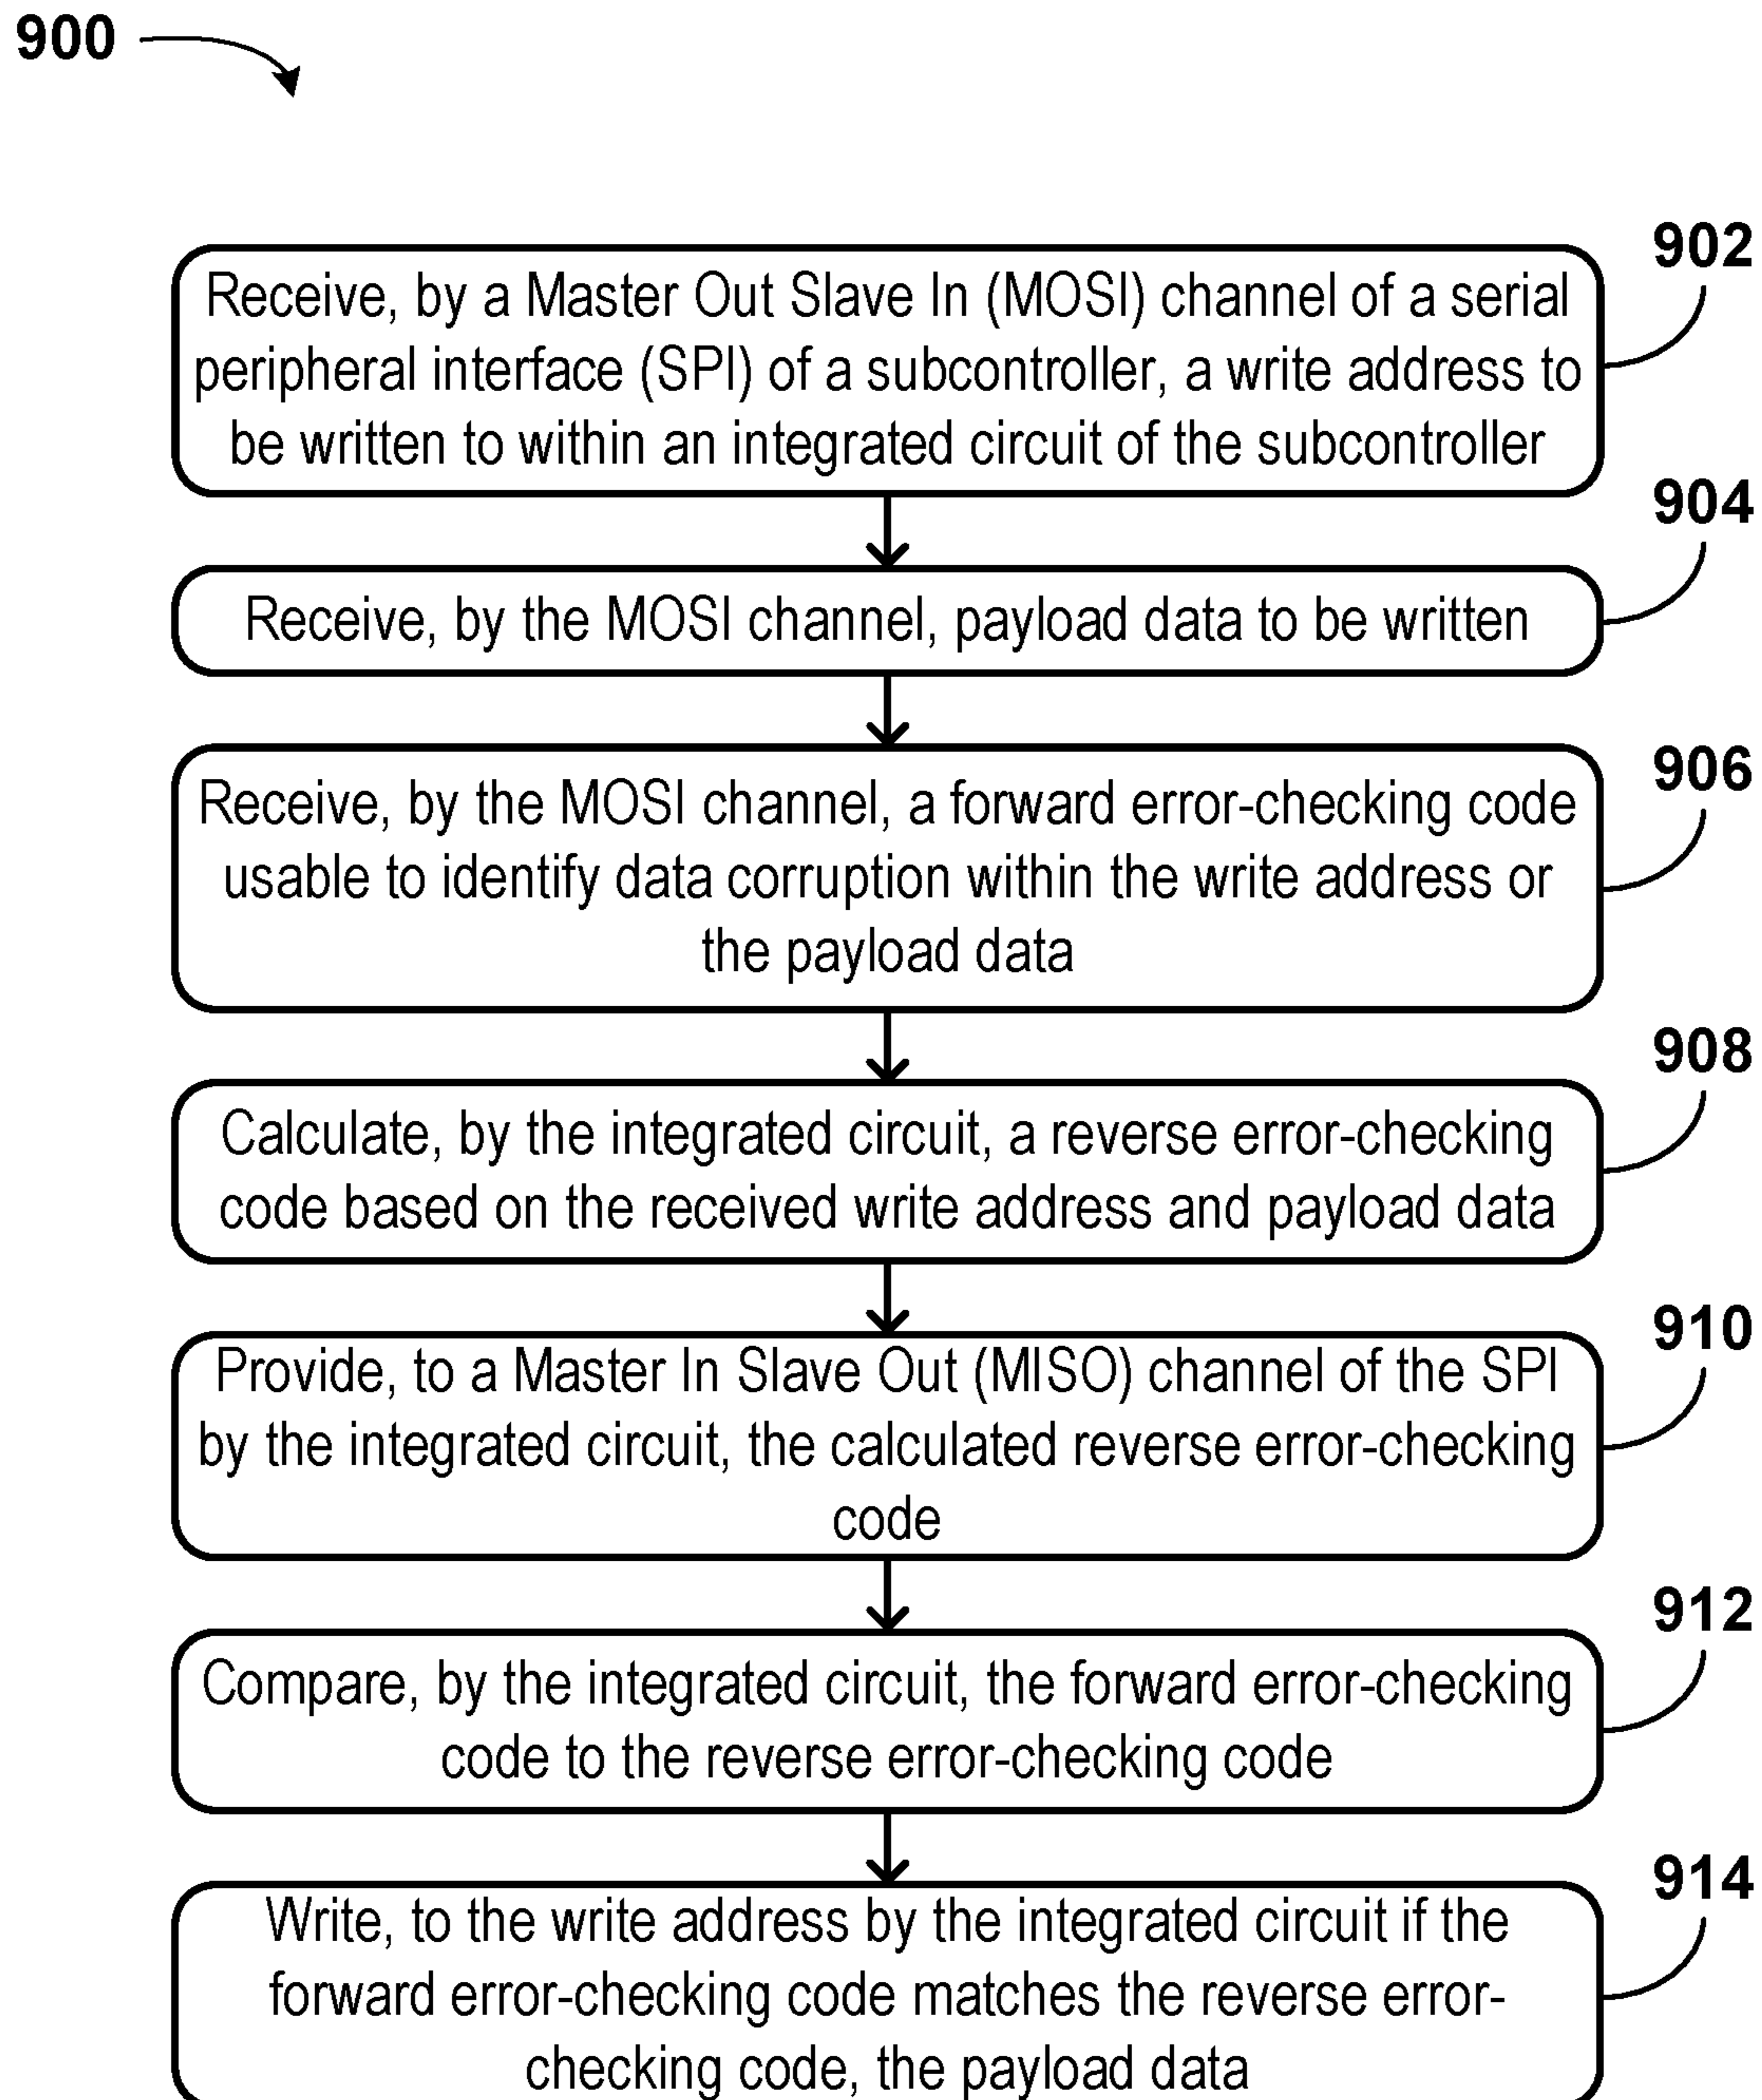 900
902
Receive, by a Master Out Slave In (MOSI) channel of a serial
peripheral interface (SPI) of a subcontroller, a write address to
be written to within an integrated circuit of the subcontroller
904
Receive, by the MOSI channel, payload data to be written
906
Receive, by the MOSI channel, a forward error-checking code
usable to identify data corruption within the write address or
the payload data
908
Calculate, by the integrated circuit, a reverse error-checking
code based on the received write address and payload data
910
Provide, to a Master In Slave Out (MISO) channel of the SPI
by the integrated circuit, the calculated reverse error-checking
code
912
Compare, by the integrated circuit, the forward error-checking
code to the reverse error-checking code
914
Write, to the write address by the integrated circuit if the
forward error-checking code matches the reverse error-
checking code, the payload data